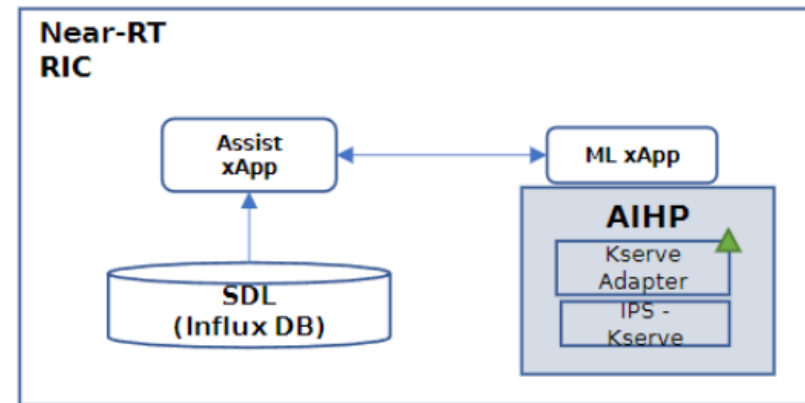 Near-RT
RIC
Assist
xApp
ML xApp
AIHP
Kserve
Adapter
IPS -
Kserve
SDL
(Influx DB)